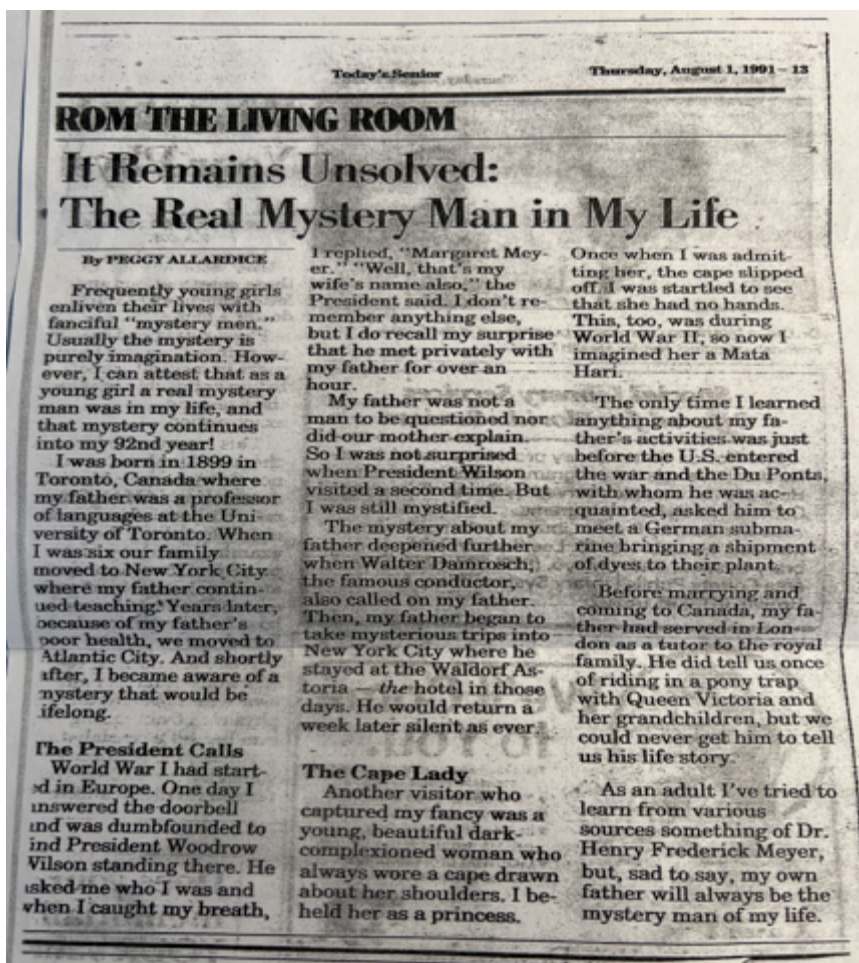 Today's Senior
Thursday, August 1, 1991 – 13
ROM THE LIVING ROOM
It Remains Unsolved:
The Real Mystery Man in My Life
By PEGGY ALLARDICE
Frequently young girls
enliven their lives with
fanciful "mystery men."
Usually the mystery is
purely imagination. How-
ever, I can attest that as a
young girl a real mystery
man was in my life, and
that mystery continues
into my 92nd year!
I was born in 1899 in
Toronto, Canada where
my father was a professor
of languages at the Uni-
versity of Toronto. When
I was six our family
moved to New York City
where my father contin-
ued teaching. Years later,
because of my father's
poor health, we moved to
Atlantic City. And shortly
after, I became aware of a
mystery that would be
ifelong.
The President Calls
World War I had start-
d in Europe. One day I
answered the doorbell
and was dumbfounded to
ind President Woodrow
Wilson standing there. He
asked me who I was and
when I caught my breath,
I replied, "Margaret Mey-
er." "Well, that's my
wife's name also," the
President said. I don't re-
member anything else,
but I do recall my surprise
that he met privately with
my father for over an
hour.
My father was not a
man to be questioned nor
did our mother explain.
So I was not surprised
when President Wilson
visited a second time. But
I was still mystified.
The mystery about my
father deepened further
when Walter Damrosch,
the famous conductor,
also called on my father.
Then, my father began to
take mysterious trips into
New York City where he
stayed at the Waldorf As-
toria — the hotel in those
days. He would return a
week later silent as ever.
The Cape Lady
Another visitor who
captured my fancy was a
young, beautiful dark-
complexioned woman who
always wore a cape drawn
about her shoulders. I be-
held her as a princess.
Once when I was admit-
ting her, the cape slipped
off. I was startled to see
that she had no hands.
This, too, was during
World War II, so now I
imagined her a Mata
Hari.
The only time I learned
anything about my fa-
ther's activities was just
before the U.S. entered
the war and the Du Ponts,
with whom he was ac-
quainted, asked him to
meet a German subma-
rine bringing a shipment
of dyes to their plant.
Before marrying and
coming to Canada, my fa-
ther had served in Lon-
don as a tutor to the royal
family. He did tell us once
of riding in a pony trap
with Queen Victoria and
her grandchildren, but we
could never get him to tell
us his life story.
As an adult I've tried to
learn from various
sources something of Dr.
Henry Frederick Meyer,
but, sad to say, my own
father will always be the
mystery man of my life.